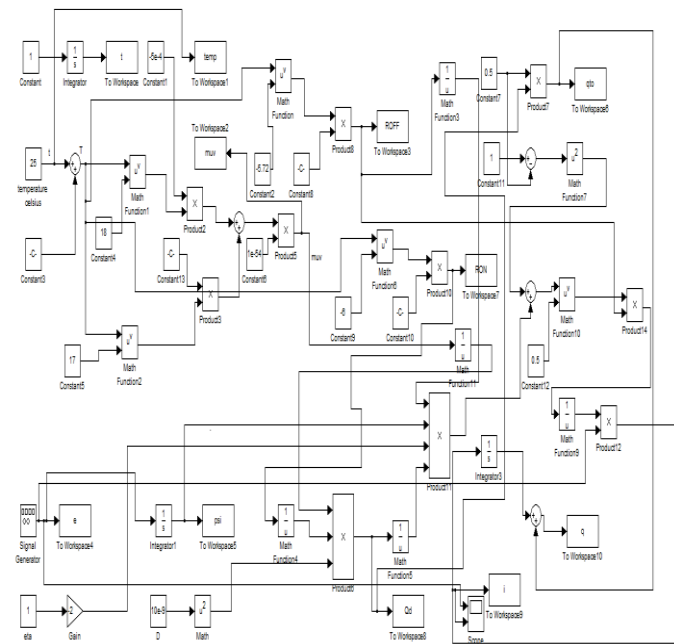 1
Constant
1
s
Integrator
t
To Workspace
-5e-4
Constant1
temp
To Workspace1
u^v
Math
Function
To Workspace2
muv
-5.72
Constant2
-C-
Constant8
X
Product8
ROFF
To Workspace3
1
u
Math
Function3
0.5
Constant7
X
Product7
qto
To Workspace6
1
Constant11
u²
Math
Function7
25
t
temperature
celsius
T
-C-
Constant3
u^v
Math
Function1
18
Constant4
X
Product2
-C-
Constant13
X
Product3
1e-54
Constant6
X
Product5
muv
17
Constant5
u^v
Math
Function2
u^v
Math
Function6
-6
Constant9
-C-
Constant10
X
Product10
RON
To Workspace7
1
u
Math
Function11
u^v
Math
Function10
0.5
Constant12
X
Product14
1
u
Math
Function9
X
Product12
X
Product11
1
s
Integrator3
Signal
Generator
e
To Workspace4
1
s
Integrator1
psi
To Workspace5
1
u
Math
Function4
X
Product6
1
u
Math
Function5
q
To Workspace10
i
To Workspace9
Scope
1
eta
-2
Gain
10e-9
D
u²
Math
Qd
To Workspace8